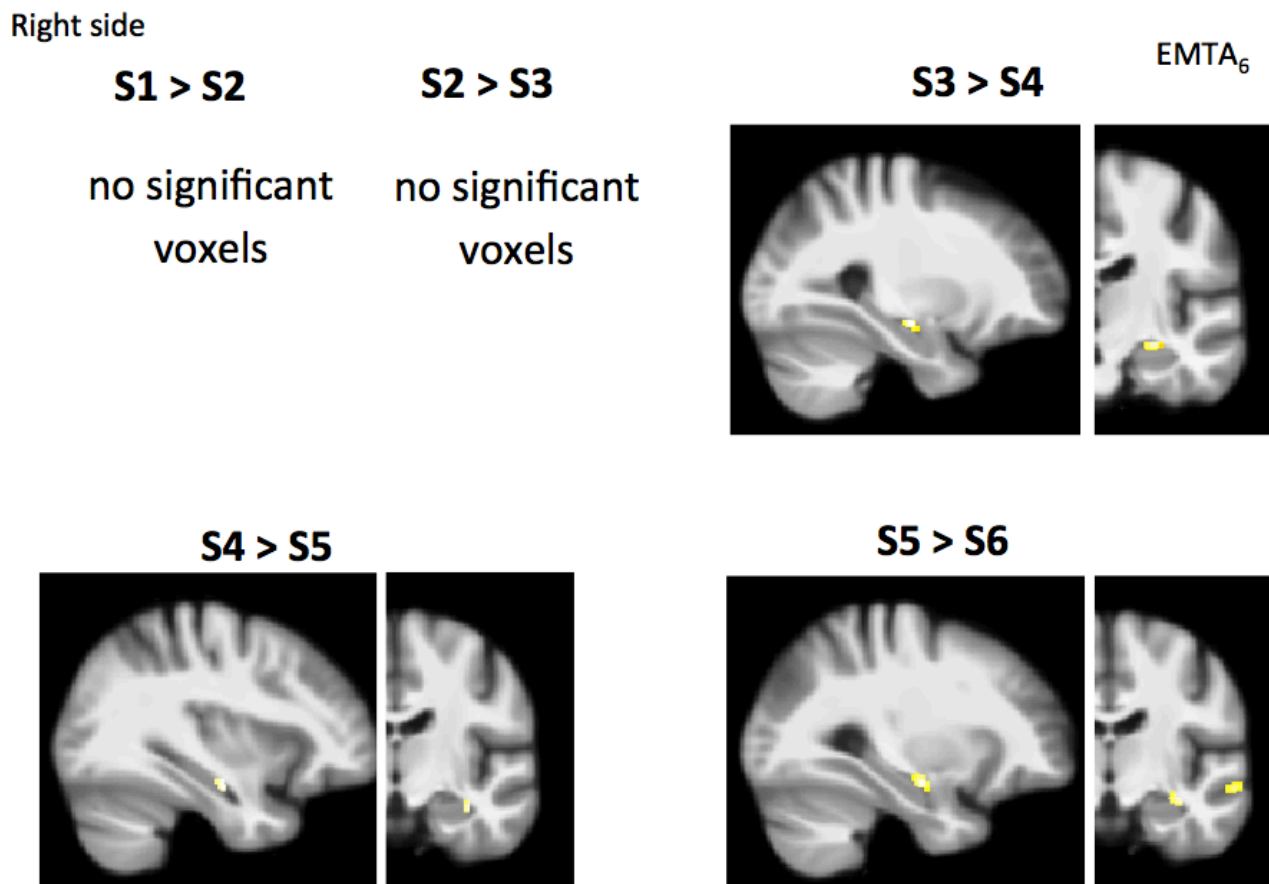 Right side
EMTA₆
S1 > S2
S2 > S3
S3 > S4
no significant
voxels
no significant
voxels
S4 > S5
S5 > S6